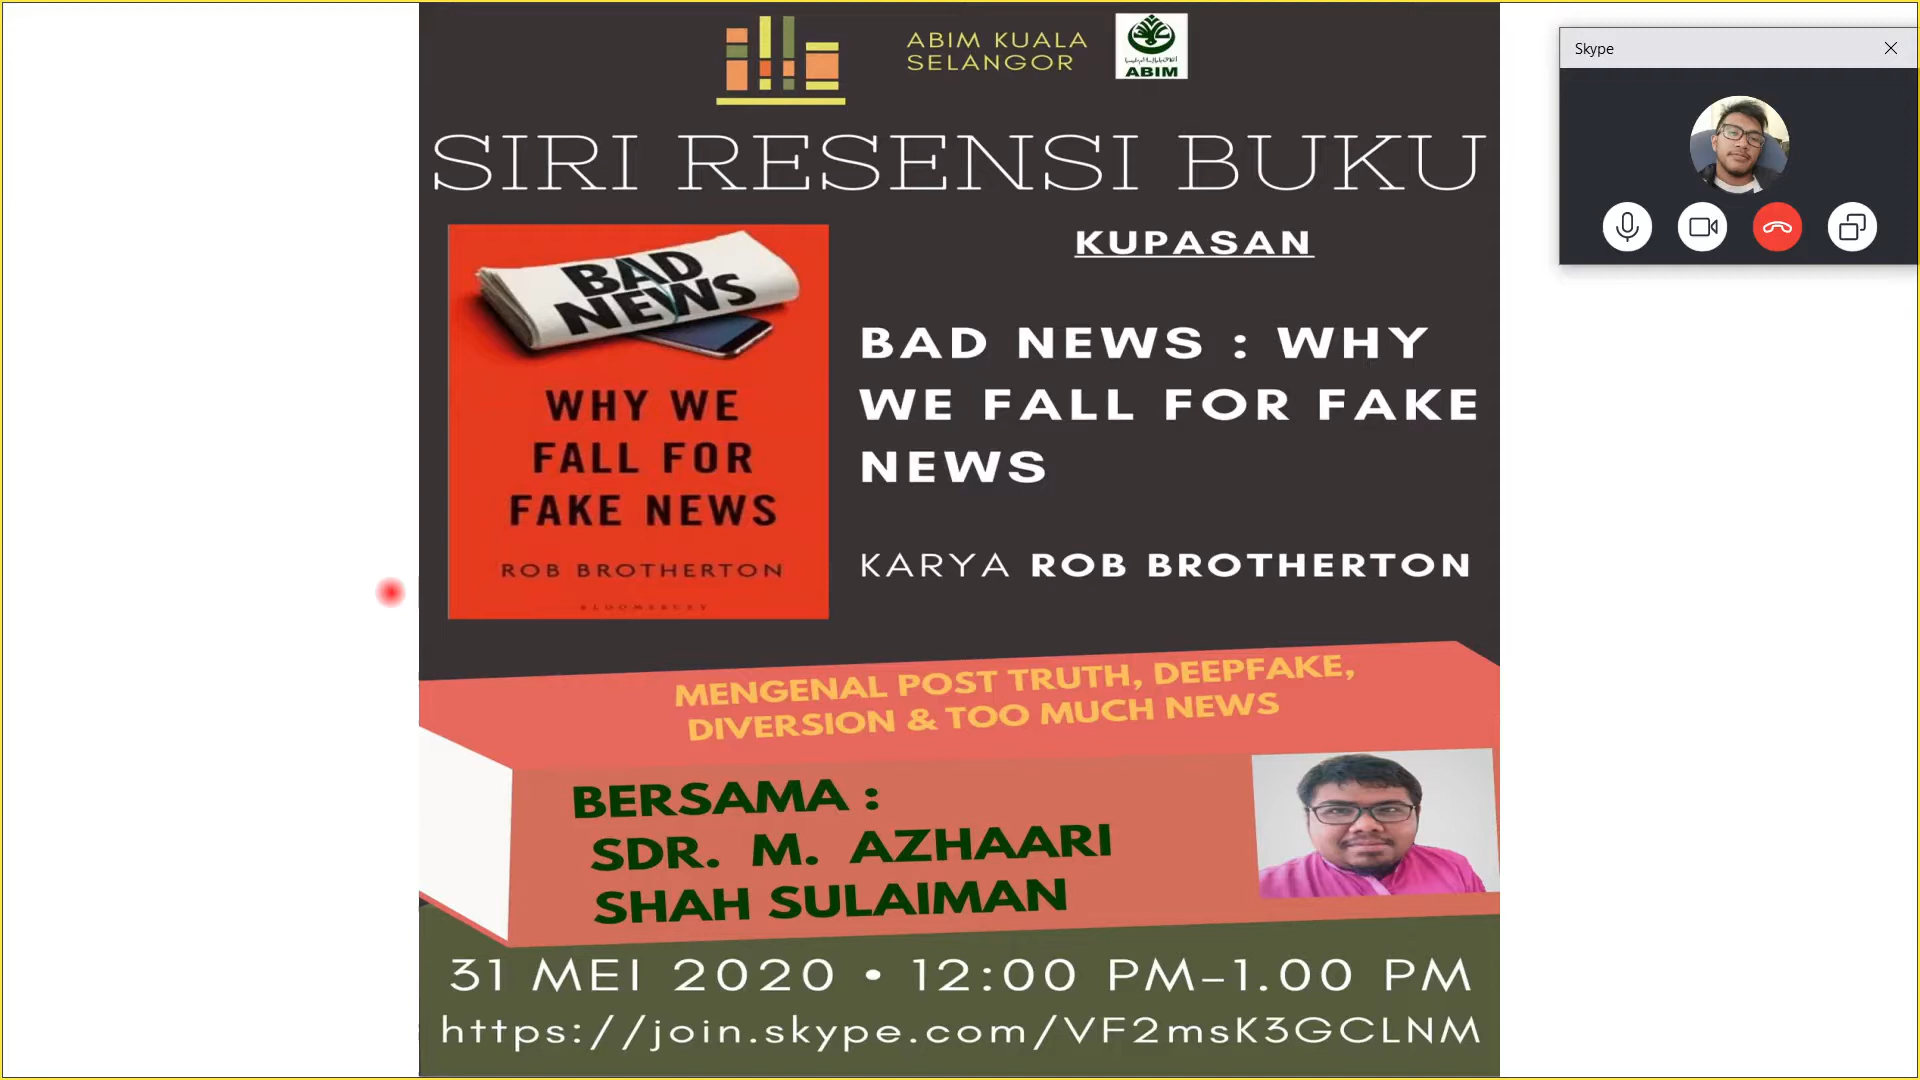 ABIM KUALA
SELANGOR
ABIM
Skype
SIRI RESENSI BUKU
BAD
NEWS
WHY WE
FALL FOR
FAKE NEWS
ROB BROTHERTON
BLOOMSBURY
KUPASAN
BAD NEWS : WHY
WE FALL FOR FAKE
NEWS
KARYA ROB BROTHERTON
MENGENAL POST TRUTH, DEEPFAKE,
DIVERSION & TOO MUCH NEWS
BERSAMA :
SDR. M. AZHAARI
SHAH SULAIMAN
31 MEI 2020 • 12:00 PM-1.00 PM
https://join.skype.com/VF2msK3GCLNM